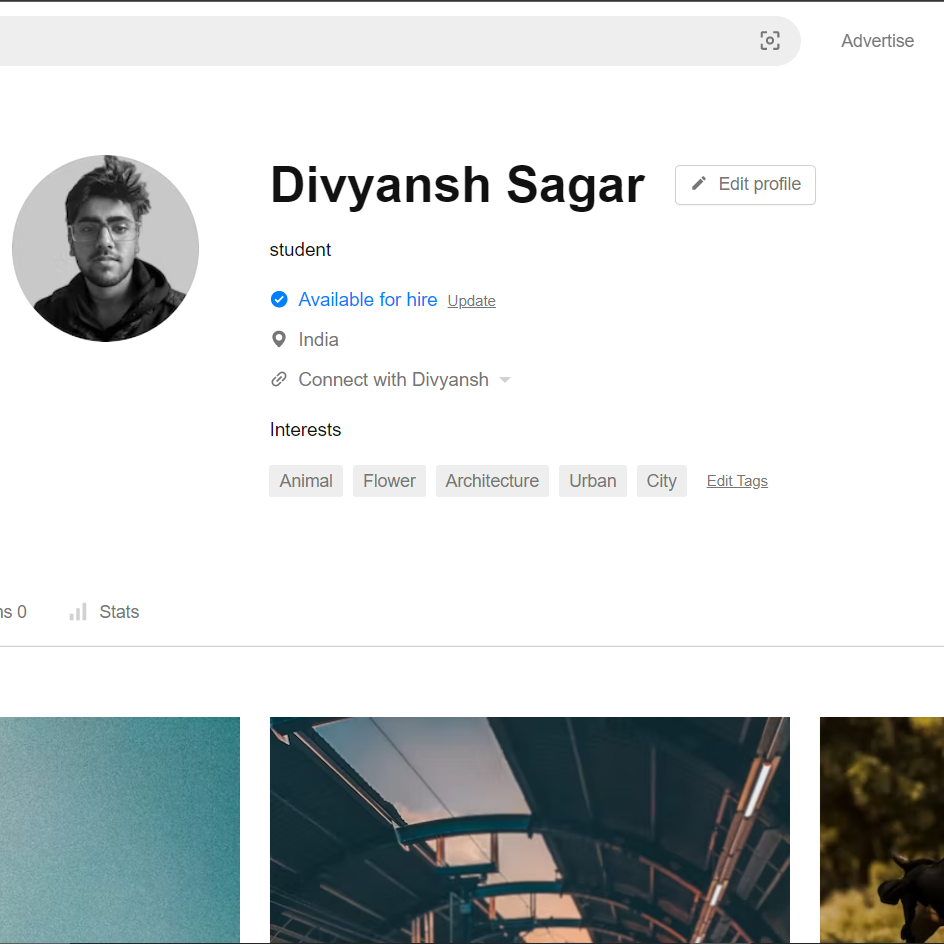 Advertise
Divyansh Sagar
Edit profile
student
Available for hire Update
India
Connect with Divyansh
Interests
Animal Flower Architecture Urban City Edit Tags
ns 0 Stats